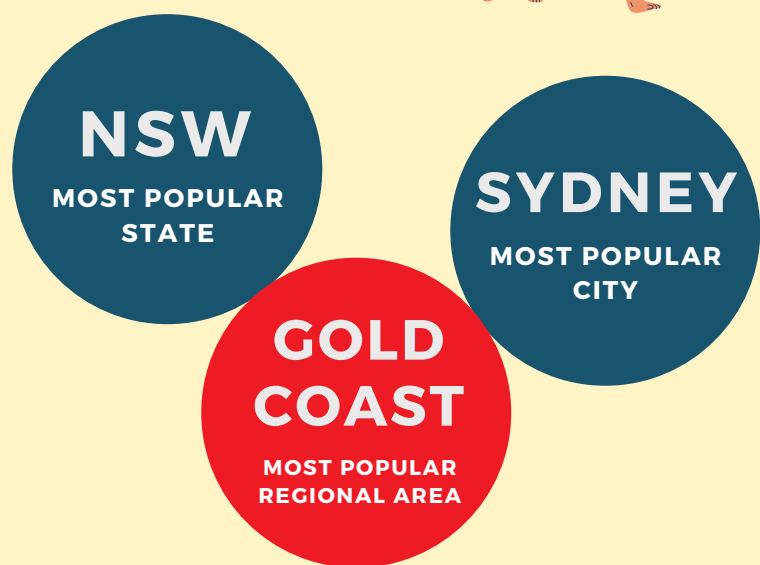 NSW
MOST POPULAR
STATE
SYDNEY
MOST POPULAR
CITY
GOLD
COAST
MOST POPULAR
REGIONAL AREA